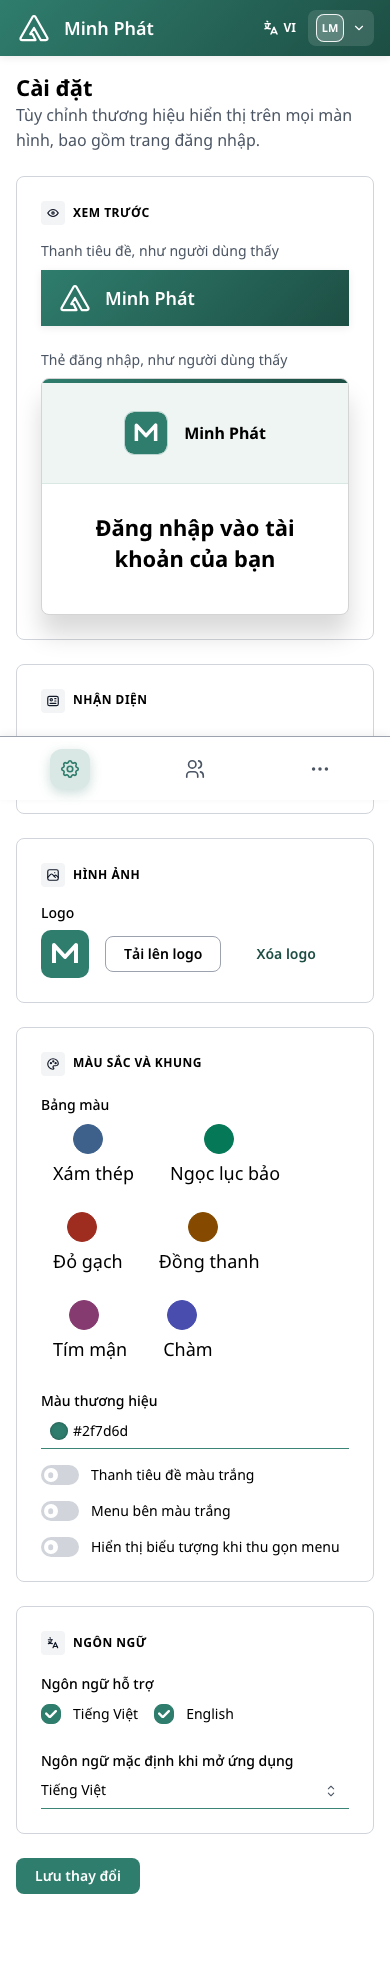 Minh Phát
VI
LM
Cài đặt
Tùy chỉnh thương hiệu hiển thị trên mọi màn
hình, bao gồm trang đăng nhập.
XEM TRƯỚC
Thanh tiêu đề, như người dùng thấy
Minh Phát
Thẻ đăng nhập, như người dùng thấy
Minh Phát
Đăng nhập vào tài
khoản của bạn
NHẬN DIỆN
HÌNH ẢNH
Logo
Tải lên logo
Xóa logo
MÀU SẮC VÀ KHUNG
Bảng màu
Xám thép
Ngọc lục bảo
Đỏ gạch
Đồng thanh
Tím mận
Chàm
Màu thương hiệu
#2f7d6d
Thanh tiêu đề màu trắng
Menu bên màu trắng
Hiển thị biểu tượng khi thu gọn menu
NGÔN NGỮ
Ngôn ngữ hỗ trợ
Tiếng Việt
English
Ngôn ngữ mặc định khi mở ứng dụng
Tiếng Việt
Lưu thay đổi